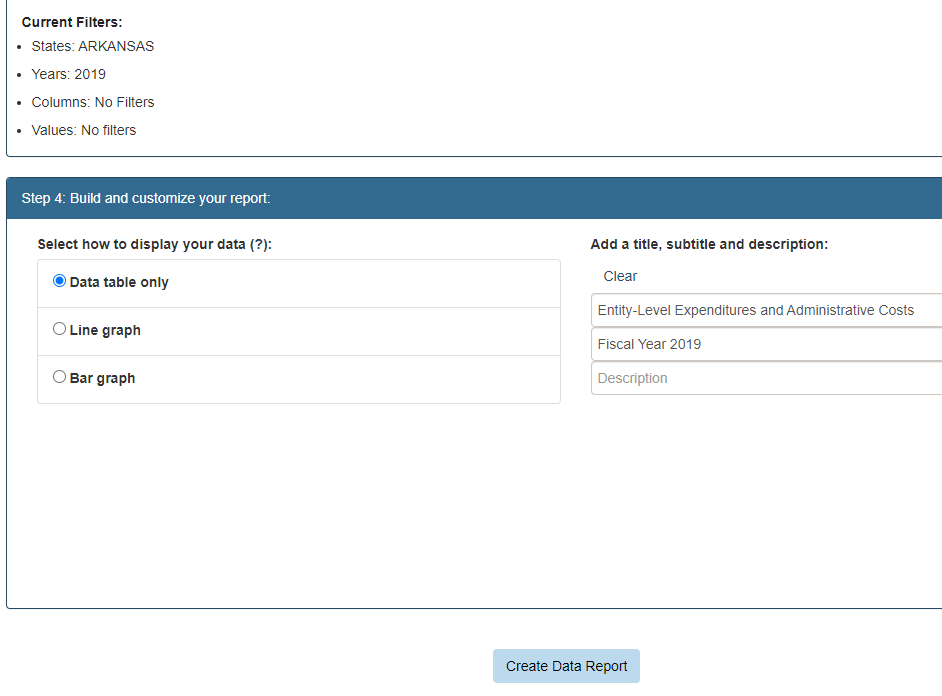 Current Filters:
States: ARKANSAS
Years: 2019
Columns: No Filters
Values: No filters
Step 4: Build and customize your report:
Select how to display your data (?):
Data table only
Line graph
Bar graph
Add a title, subtitle and description:
Clear
Entity-Level Expenditures and Administrative Costs
Fiscal Year 2019
Description
Create Data Report